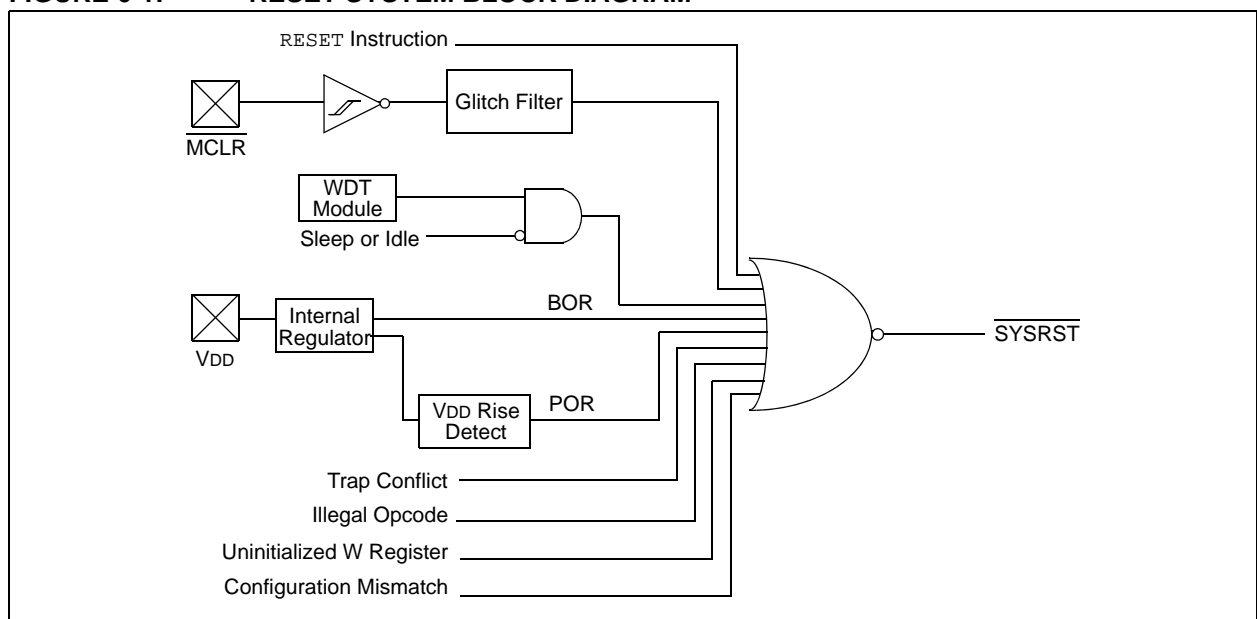 RESET Instruction
Glitch Filter
MCLR
WDT
Module
Sleep or Idle
BOR
Internal
Regulator
SYSRST
VDD
VDD Rise
Detect
POR
Trap Conflict
Illegal Opcode
Uninitialized W Register
Configuration Mismatch